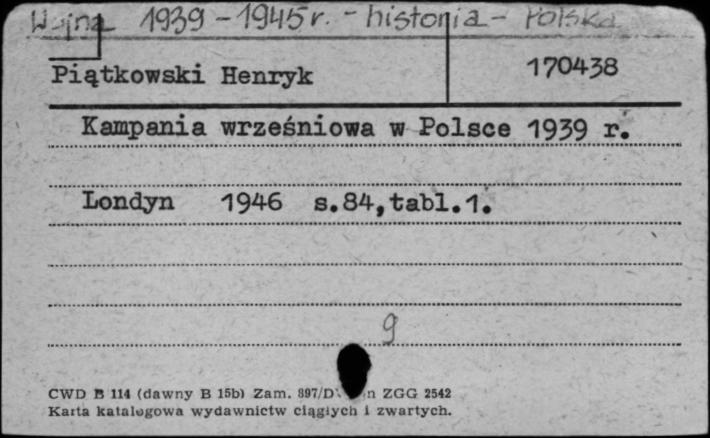 Wojna 1939-1945 r. - historia - Polska
Piątkowski Henryk 170438
Kampania wrześniowa w Polsce 1939 r.
Londyn 1946 s.84,tabl.1.
9
CWD B 114 (dawny B 15b) Zam. 897/D ZGG 2542
Karta katalogowa wydawnictw ciągłych i zwartych.